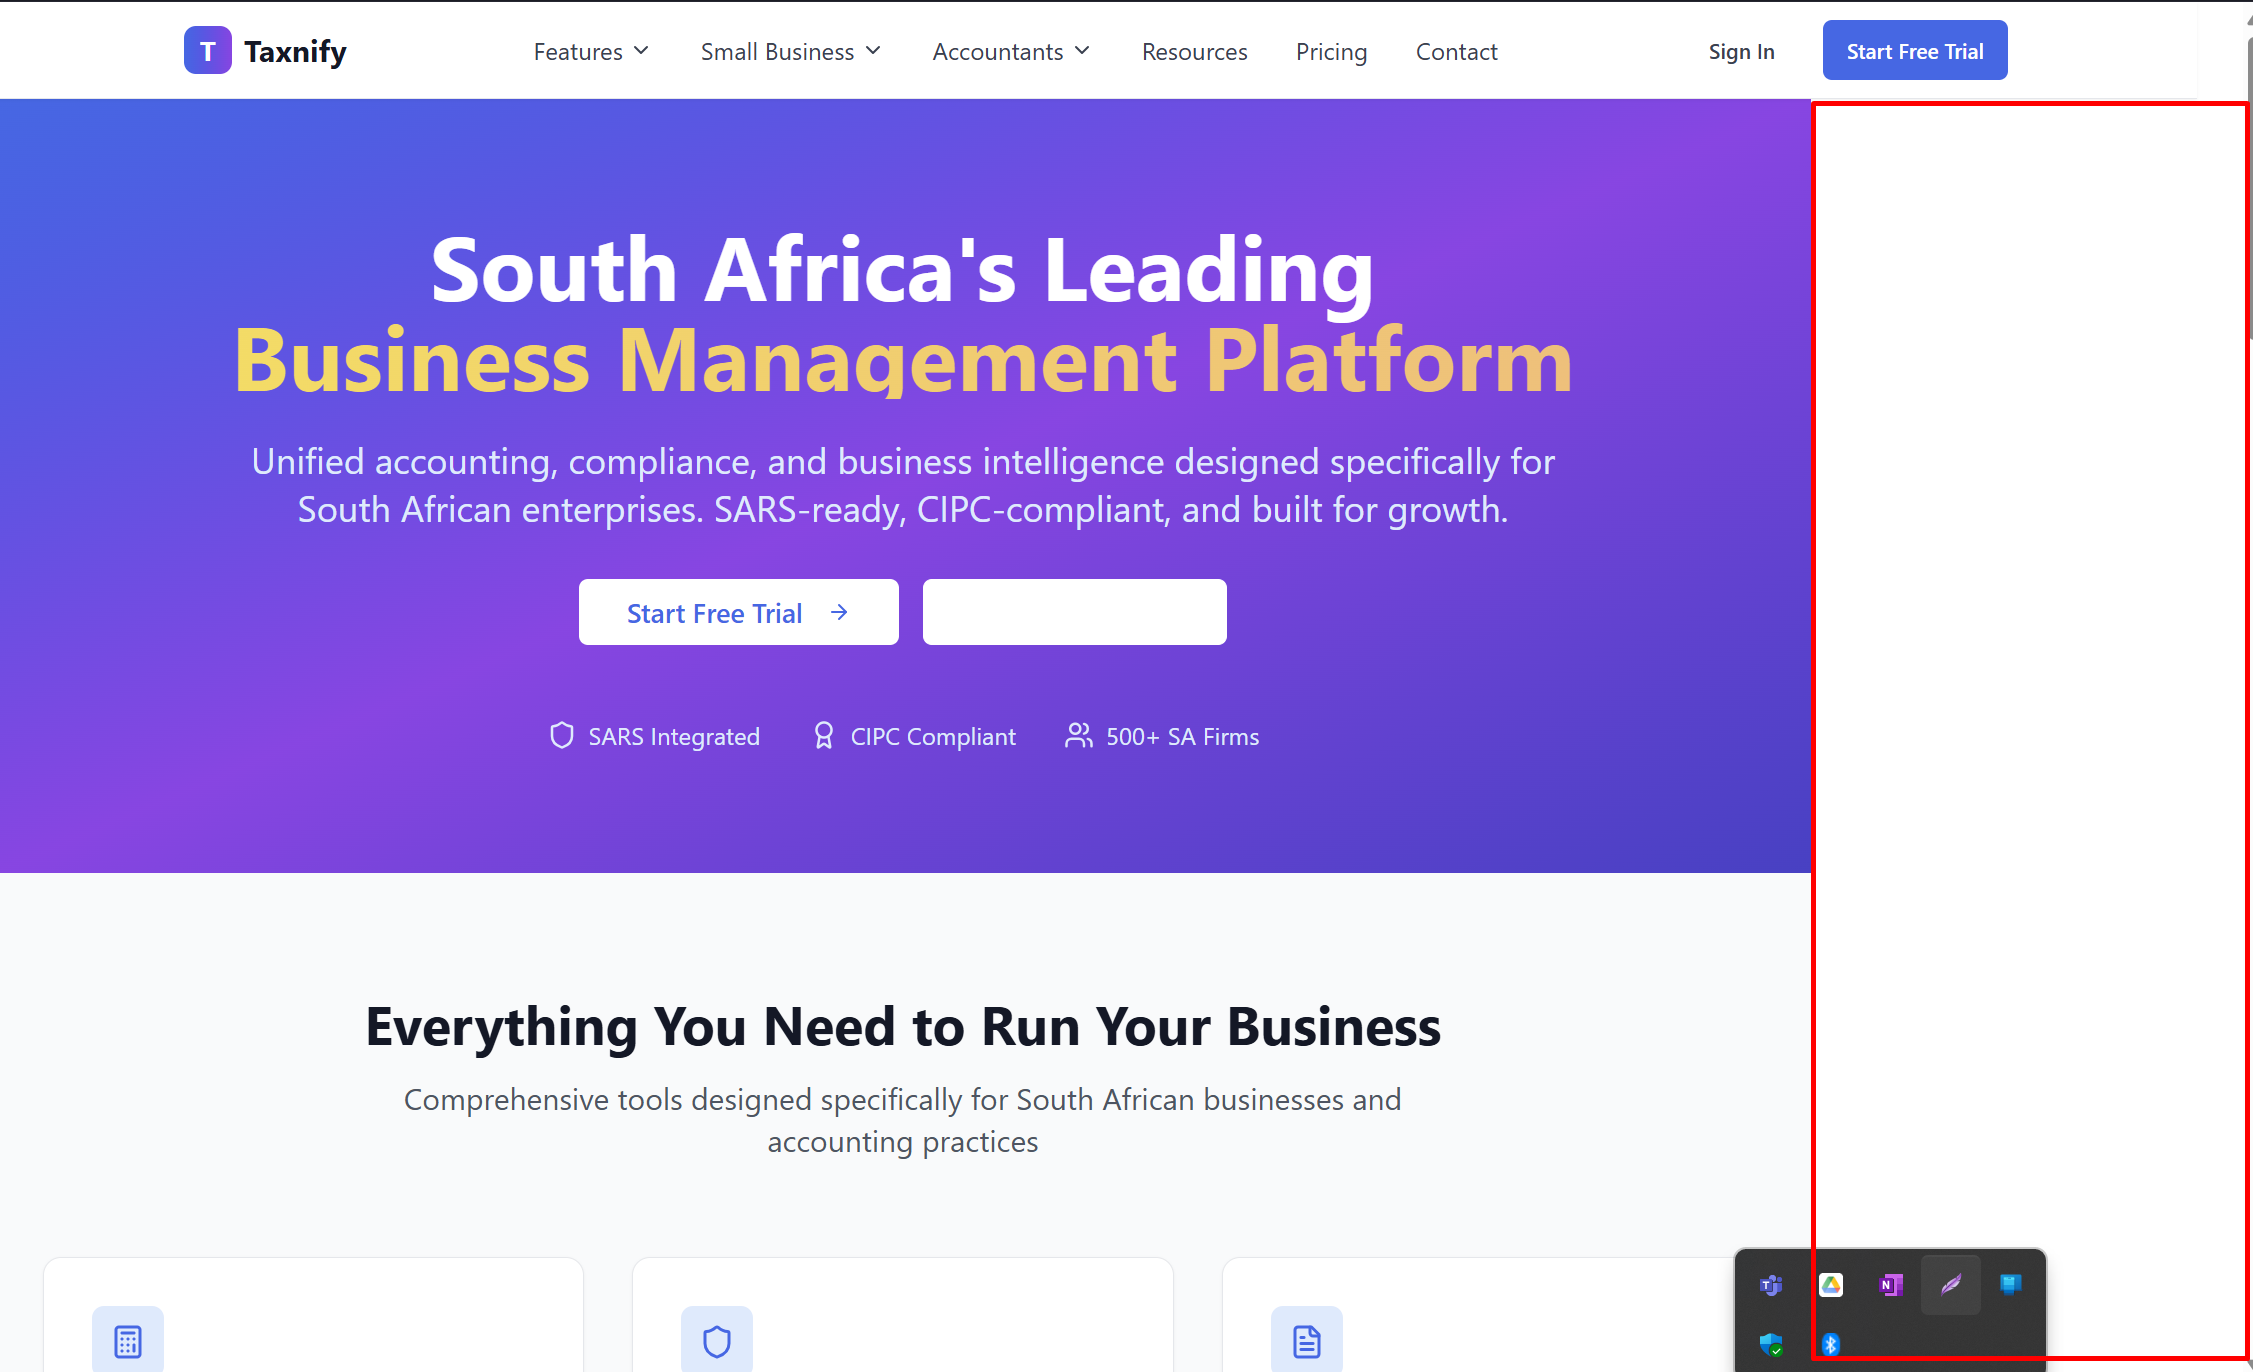 T Taxnify
Features
Small Business
Accountants
Resources
Pricing
Contact
Sign In
Start Free Trial
South Africa's Leading
Business Management Platform
Unified accounting, compliance, and business intelligence designed specifically for
South African enterprises. SARS-ready, CIPC-compliant, and built for growth.
Start Free Trial
SARS Integrated
CIPC Compliant
500+ SA Firms
Everything You Need to Run Your Business
Comprehensive tools designed specifically for South African businesses and
accounting practices
T
N